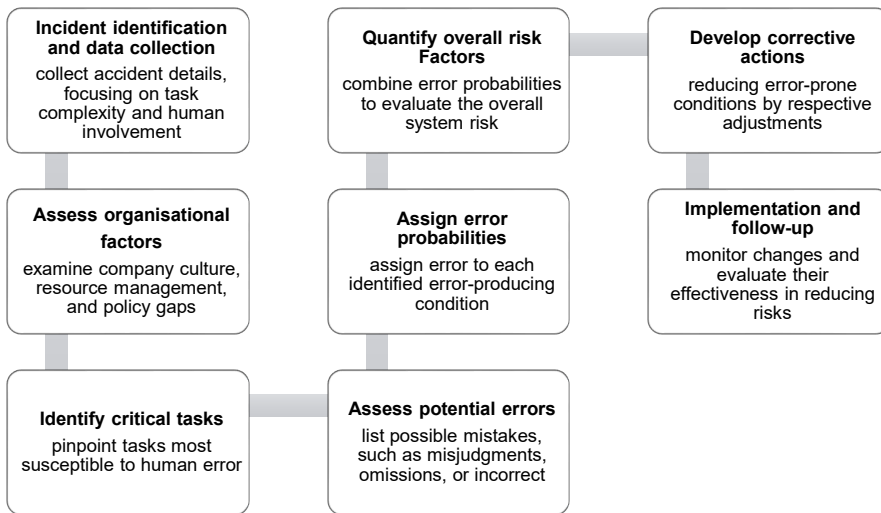 Incident identification
and data collection
collect accident details,
focusing on task
complexity and human
involvement
Assess organisational
factors
examine company culture,
resource management,
and policy gaps
Identify critical tasks
pinpoint tasks most
susceptible to human error
Assess potential errors
list possible mistakes,
such as misjudgments,
omissions, or incorrect
Assign error
probabilities
assign error to each
identified error-producing
condition
Quantify overall risk
Factors
combine error probabilities
to evaluate the overall
system risk
Develop corrective
actions
reducing error-prone
conditions by respective
adjustments
Implementation and
follow-up
monitor changes and
evaluate their
effectiveness in reducing
risks